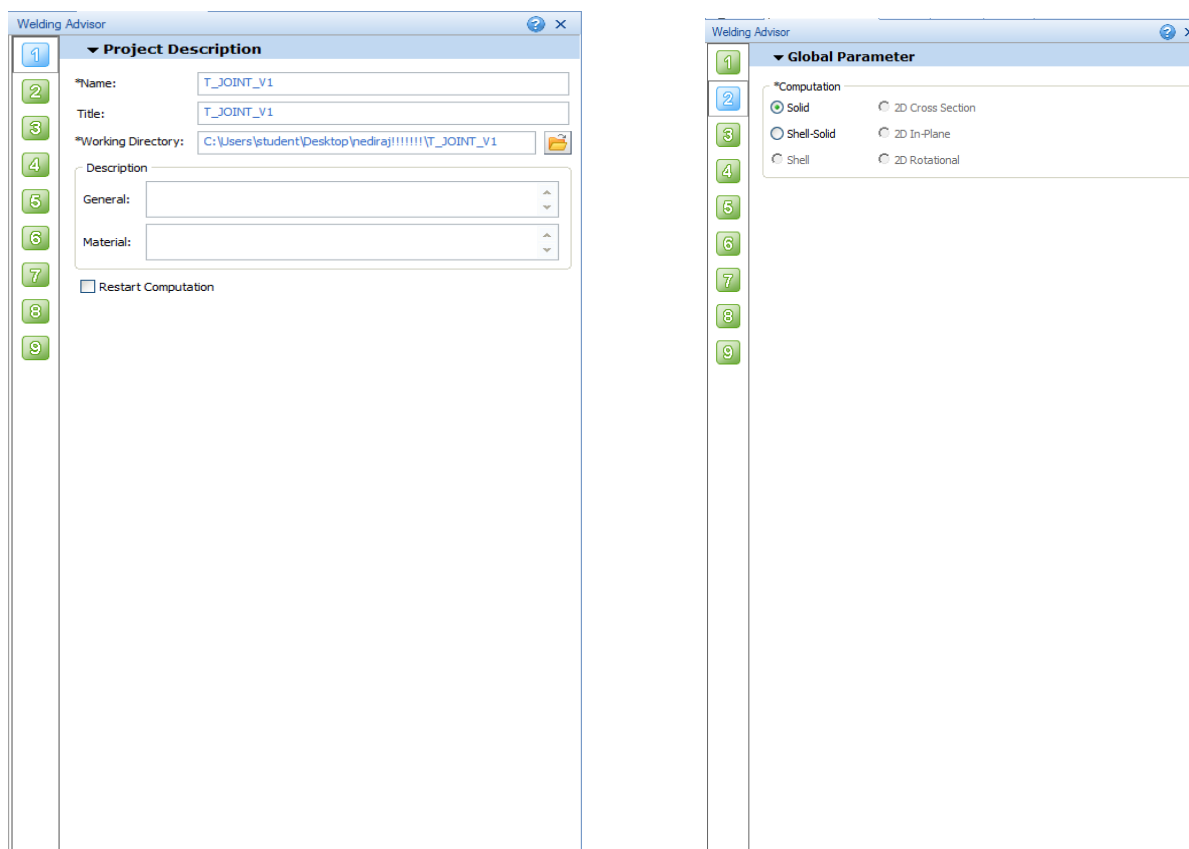 Welding Advisor
1
Project Description
2
*Name: T_JOINT_V1
3
Title: T_JOINT_V1
*Working Directory: C:\Users\student\Desktop\nediraj!!!!!!!\T_JOINT_V1
4
Description
5
General:
6
Material:
7
Restart Computation
8
9
Welding Advisor
1
Global Parameter
2
*Computation
Solid 2D Cross Section
3
Shell-Solid 2D In-Plane
4
Shell 2D Rotational
5
6
7
8
9